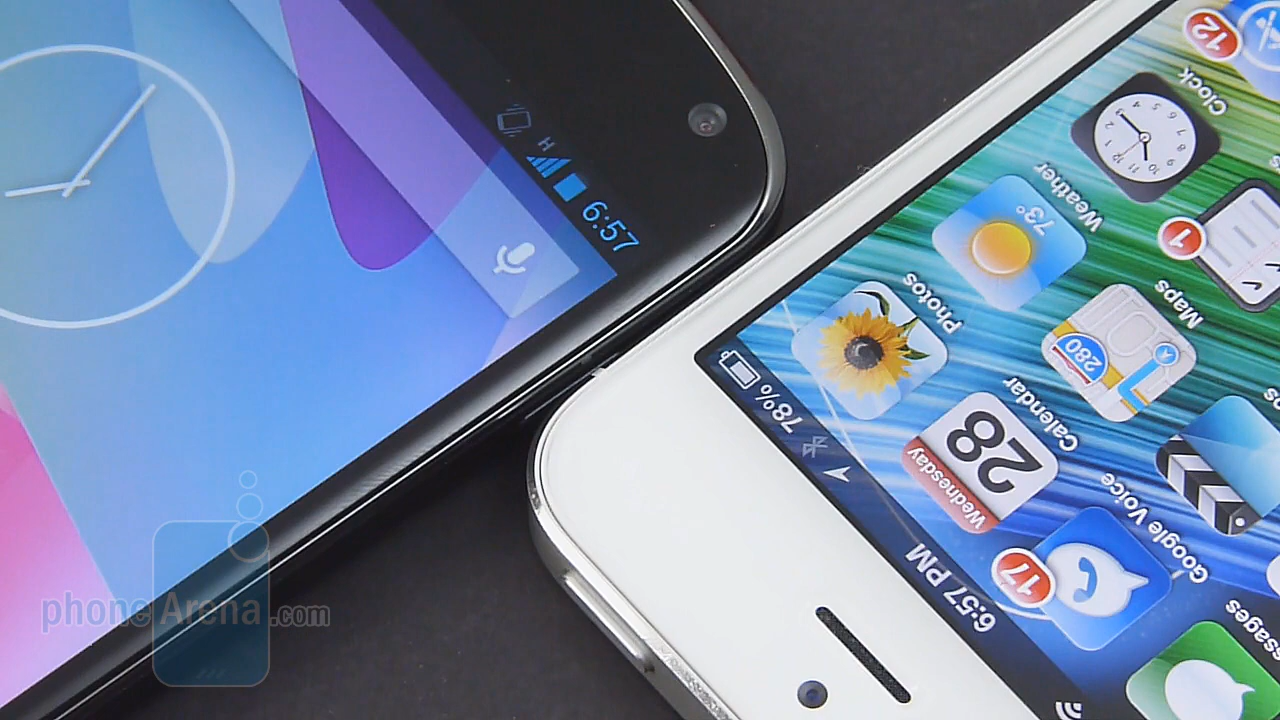 H
6:57
12
Clock
73°
Weather
1
Photos
280
Maps
78%
Calendar
Wednesday
28
Google Voice
17
6:57 PM
phoneArena.com